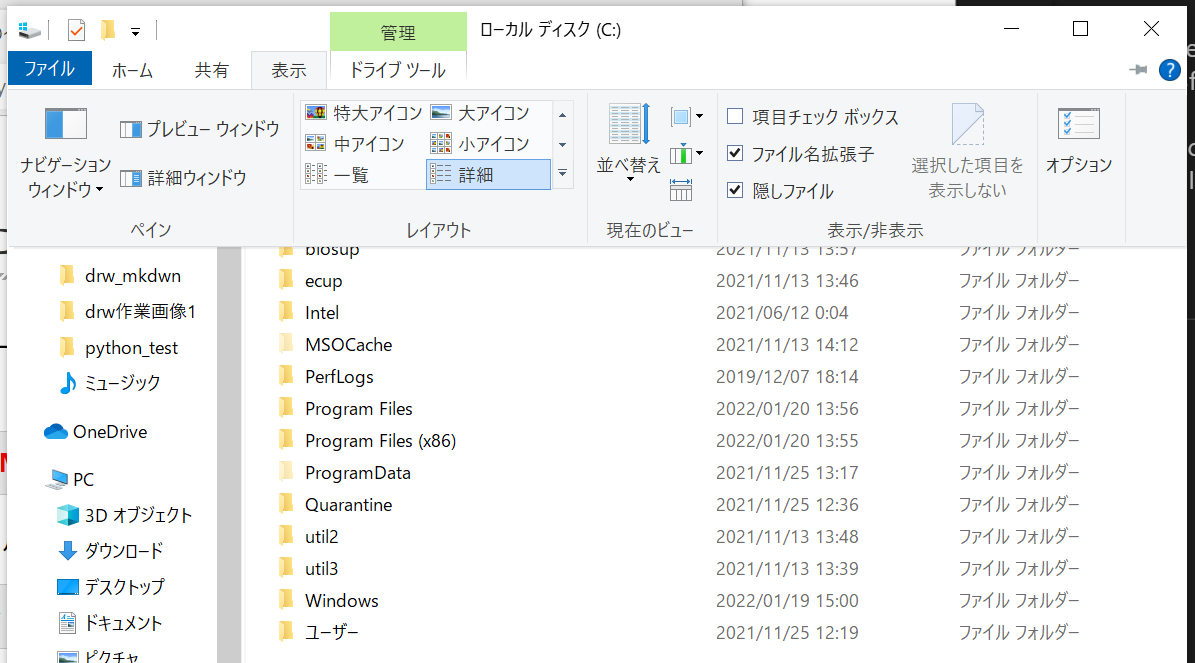 管理
ローカル ディスク (C:)
ファイル
ホーム
共有
表示
ドライブ ツール
ナビゲーション
ウィンドウ
プレビュー ウィンドウ
詳細ウィンドウ
ペイン
特大アイコン
大アイコン
中アイコン
小アイコン
一覧
詳細
レイアウト
並べ替え
現在のビュー
項目チェック ボックス
ファイル名拡張子
隠しファイル
選択した項目を
表示しない
表示/非表示
オプション
drw_mkdwn
drw作業画像1
python_test
ミュージック
OneDrive
PC
3D オブジェクト
ダウンロード
デスクトップ
ドキュメント
ピクチャ
biosup 2021/11/13 13:57 ファイル フォルダー
ecup 2021/11/13 13:46 ファイル フォルダー
Intel 2021/06/12 0:04 ファイル フォルダー
MSOCache 2021/11/13 14:12 ファイル フォルダー
PerfLogs 2019/12/07 18:14 ファイル フォルダー
Program Files 2022/01/20 13:56 ファイル フォルダー
Program Files (x86) 2022/01/20 13:55 ファイル フォルダー
ProgramData 2021/11/25 13:17 ファイル フォルダー
Quarantine 2021/11/25 12:36 ファイル フォルダー
util2 2021/11/13 13:48 ファイル フォルダー
util3 2021/11/13 13:39 ファイル フォルダー
Windows 2022/01/19 15:00 ファイル フォルダー
ユーザー 2021/11/25 12:19 ファイル フォルダー